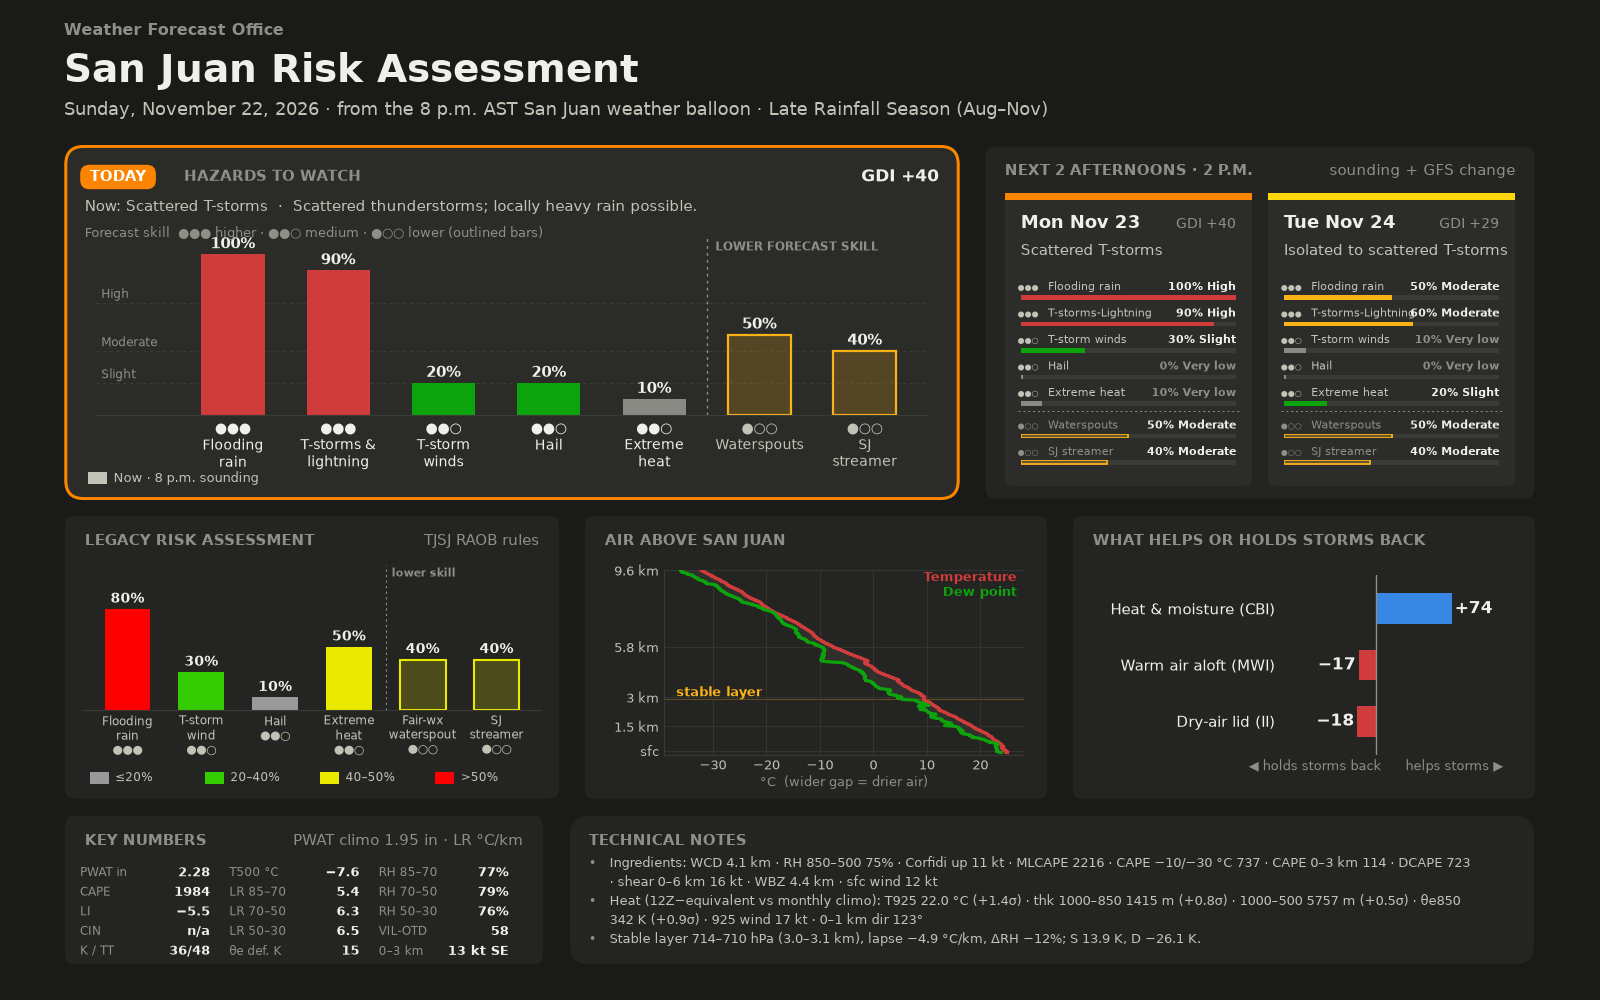 Weather Forecast Office
San Juan Risk Assessment
Sunday, November 22, 2026 · from the 8 p.m. AST San Juan weather balloon · Late Rainfall Season (Aug–Nov)
TODAY HAZARDS TO WATCH GDI +40
Now: Scattered T-storms · Scattered thunderstorms; locally heavy rain possible.
Forecast skill ●●● higher · ●●○ medium · ●○○ lower (outlined bars)
LOWER FORECAST SKILL
100%
90%
High
50%
Moderate
40%
Slight
20%
20%
10%
●●● ●●● ●●○ ●●○ ●●○ ●○○ ●○○
Flooding rain
T-storms & lightning
T-storm winds
Hail
Extreme heat
Waterspouts
SJ streamer
Now · 8 p.m. sounding
NEXT 2 AFTERNOONS · 2 P.M. sounding + GFS change
Mon Nov 23 GDI +40
Scattered T-storms
●●● Flooding rain 100% High
●●● T-storms-Lightning 90% High
●●○ T-storm winds 30% Slight
●●○ Hail 0% Very low
●●○ Extreme heat 10% Very low
●○○ Waterspouts 50% Moderate
●○○ SJ streamer 40% Moderate
Tue Nov 24 GDI +29
Isolated to scattered T-storms
●●● Flooding rain 50% Moderate
●●● T-storms-Lightning 60% Moderate
●●○ T-storm winds 10% Very low
●●○ Hail 0% Very low
●●○ Extreme heat 20% Slight
●○○ Waterspouts 50% Moderate
●○○ SJ streamer 40% Moderate
LEGACY RISK ASSESSMENT TJSJ RAOB rules
lower skill
80%
30%
10%
50%
40%
40%
Flooding rain ●●●
T-storm wind ●●○
Hail ●●○
Extreme heat ●●○
Fair-wx waterspout ●○○
SJ streamer ●○○
≤20% 20–40% 40–50% >50%
AIR ABOVE SAN JUAN
9.6 km
5.8 km
3 km
1.5 km
sfc
Temperature
Dew point
stable layer
−30 −20 −10 0 10 20
°C (wider gap = drier air)
WHAT HELPS OR HOLDS STORMS BACK
Heat & moisture (CBI) +74
Warm air aloft (MWI) −17
Dry-air lid (II) −18
◀ holds storms back helps storms ▶
KEY NUMBERS PWAT climo 1.95 in · LR °C/km
PWAT in 2.28 T500 °C −7.6 RH 85–70 77%
CAPE 1984 LR 85–70 5.4 RH 70–50 79%
LI −5.5 LR 70–50 6.3 RH 50–30 76%
CIN n/a LR 50–30 6.5 VIL-OTD 58
K / TT 36/48 θe def. K 15 0–3 km 13 kt SE
TECHNICAL NOTES
• Ingredients: WCD 4.1 km · RH 850–500 75% · Corfidi up 11 kt · MLCAPE 2216 · CAPE −10/−30 °C 737 · CAPE 0–3 km 114 · DCAPE 723
· shear 0–6 km 16 kt · WBZ 4.4 km · sfc wind 12 kt
• Heat (12Z−equivalent vs monthly climo): T925 22.0 °C (+1.4σ) · thk 1000–850 1415 m (+0.8σ) · 1000–500 5757 m (+0.5σ) · θe850
342 K (+0.9σ) · 925 wind 17 kt · 0–1 km dir 123°
• Stable layer 714–710 hPa (3.0–3.1 km), lapse −4.9 °C/km, ΔRH −12%; S 13.9 K, D −26.1 K.